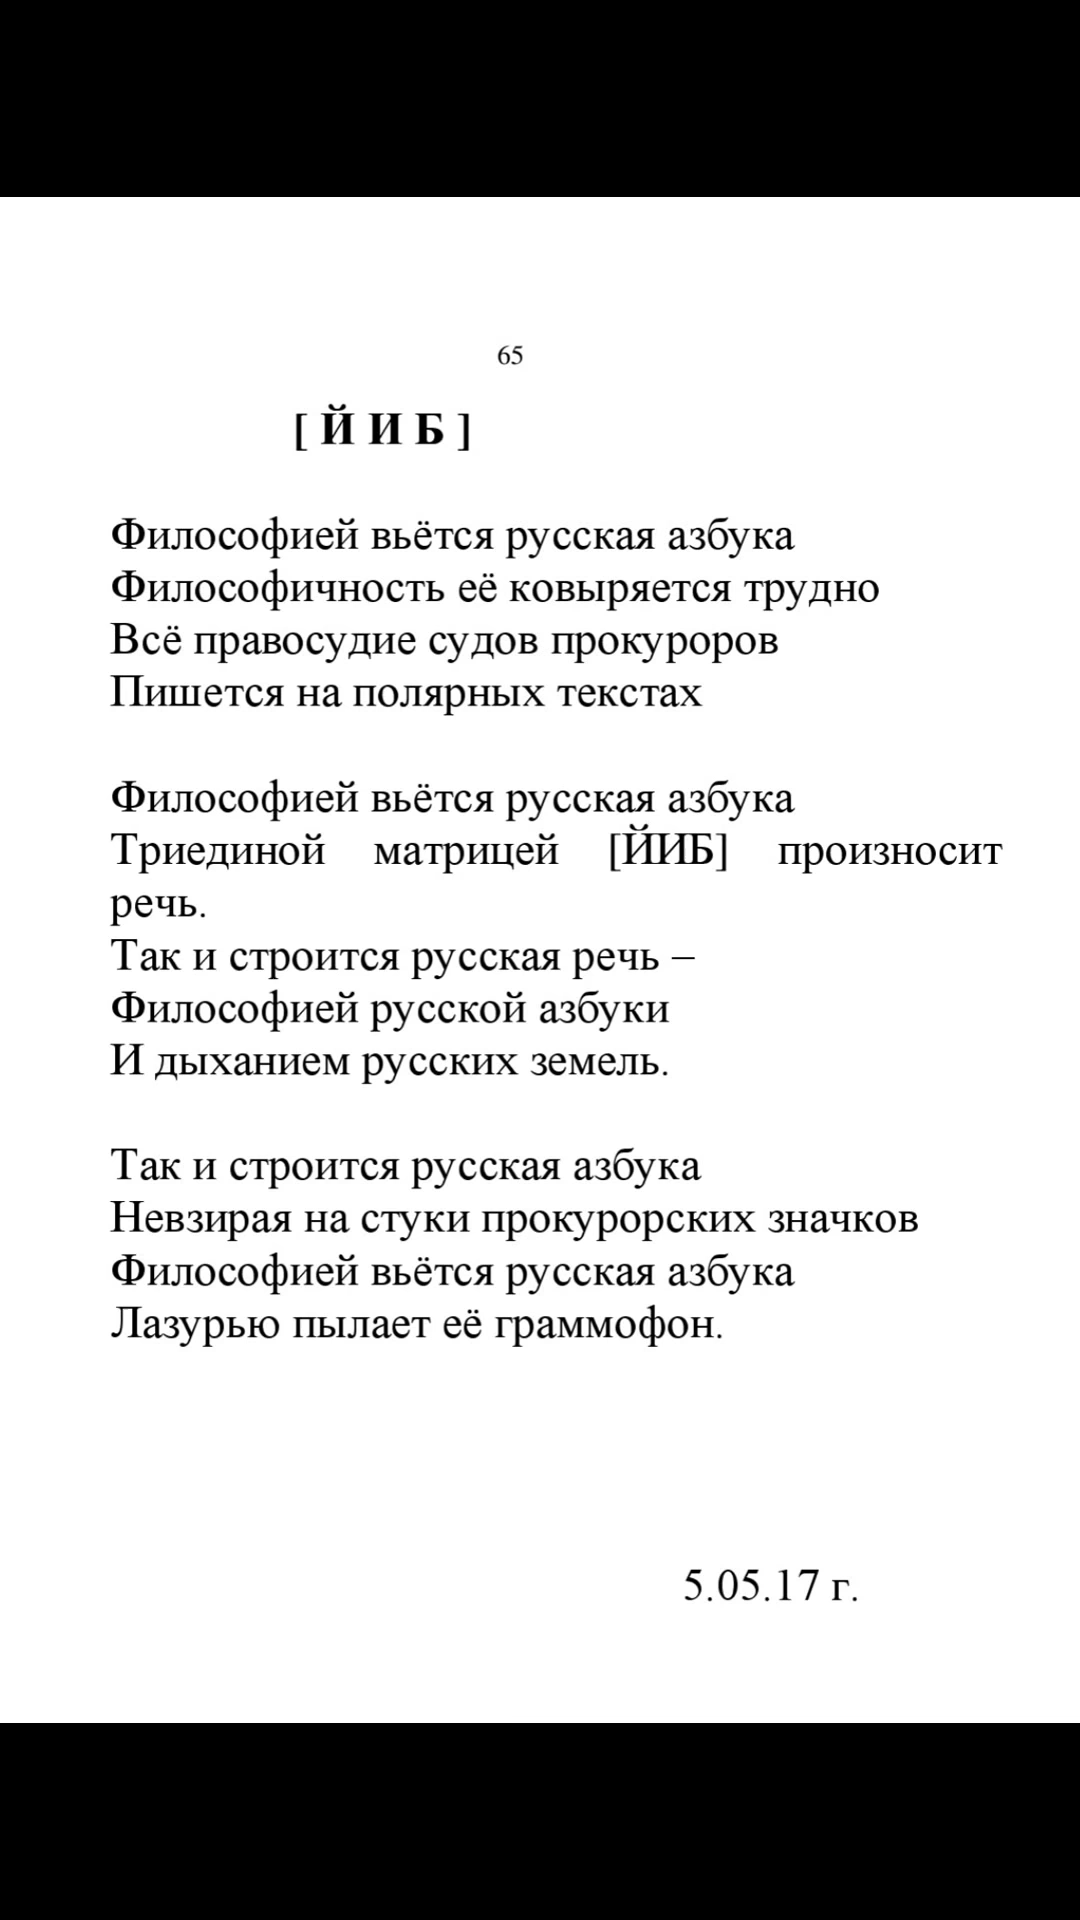 65
[ Й И Б ]
Философией вьётся русская азбука
Философичность её ковыряется трудно
Всё правосудие судов прокуроров
Пишется на полярных текстах
Философией вьётся русская азбука
Триединой матрицей [ЙИБ] произносит
речь.
Так и строится русская речь –
Философией русской азбуки
И дыханием русских земель.
Так и строится русская азбука
Невзирая на стуки прокурорских значков
Философией вьётся русская азбука
Лазурью пылает её граммофон.
5.05.17 г.